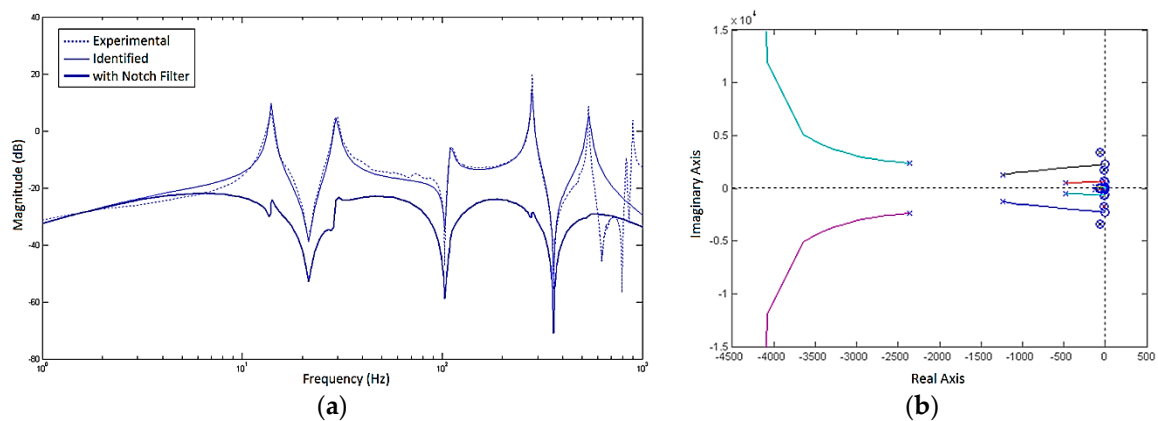 Experimental
Identified
with Notch Filter
Magnitude (dB)
40
20
0
-20
-40
-60
-80
10⁰
10¹
10²
10³
Frequency (Hz)
(a)
1.5 × 10⁴
1
0.5
0
-0.5
-1
-1.5
Imaginary Axis
-4500
-4000
-3500
-3000
-2500
-2000
-1500
-1000
-500
0
500
Real Axis
(b)